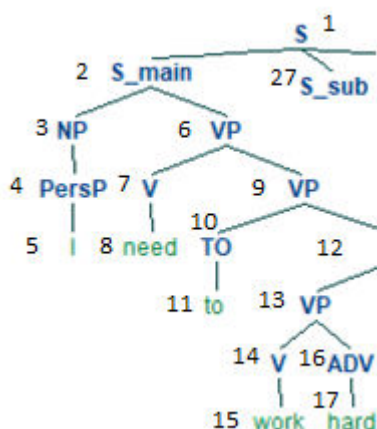 S 1
2 S_main 27 S_sub
3 NP 6 VP
4 PersP 7 V 9 VP
5 I 8 need 10 TO 12
11 to 13 VP
14 V 16 ADV
15 work 17 hard